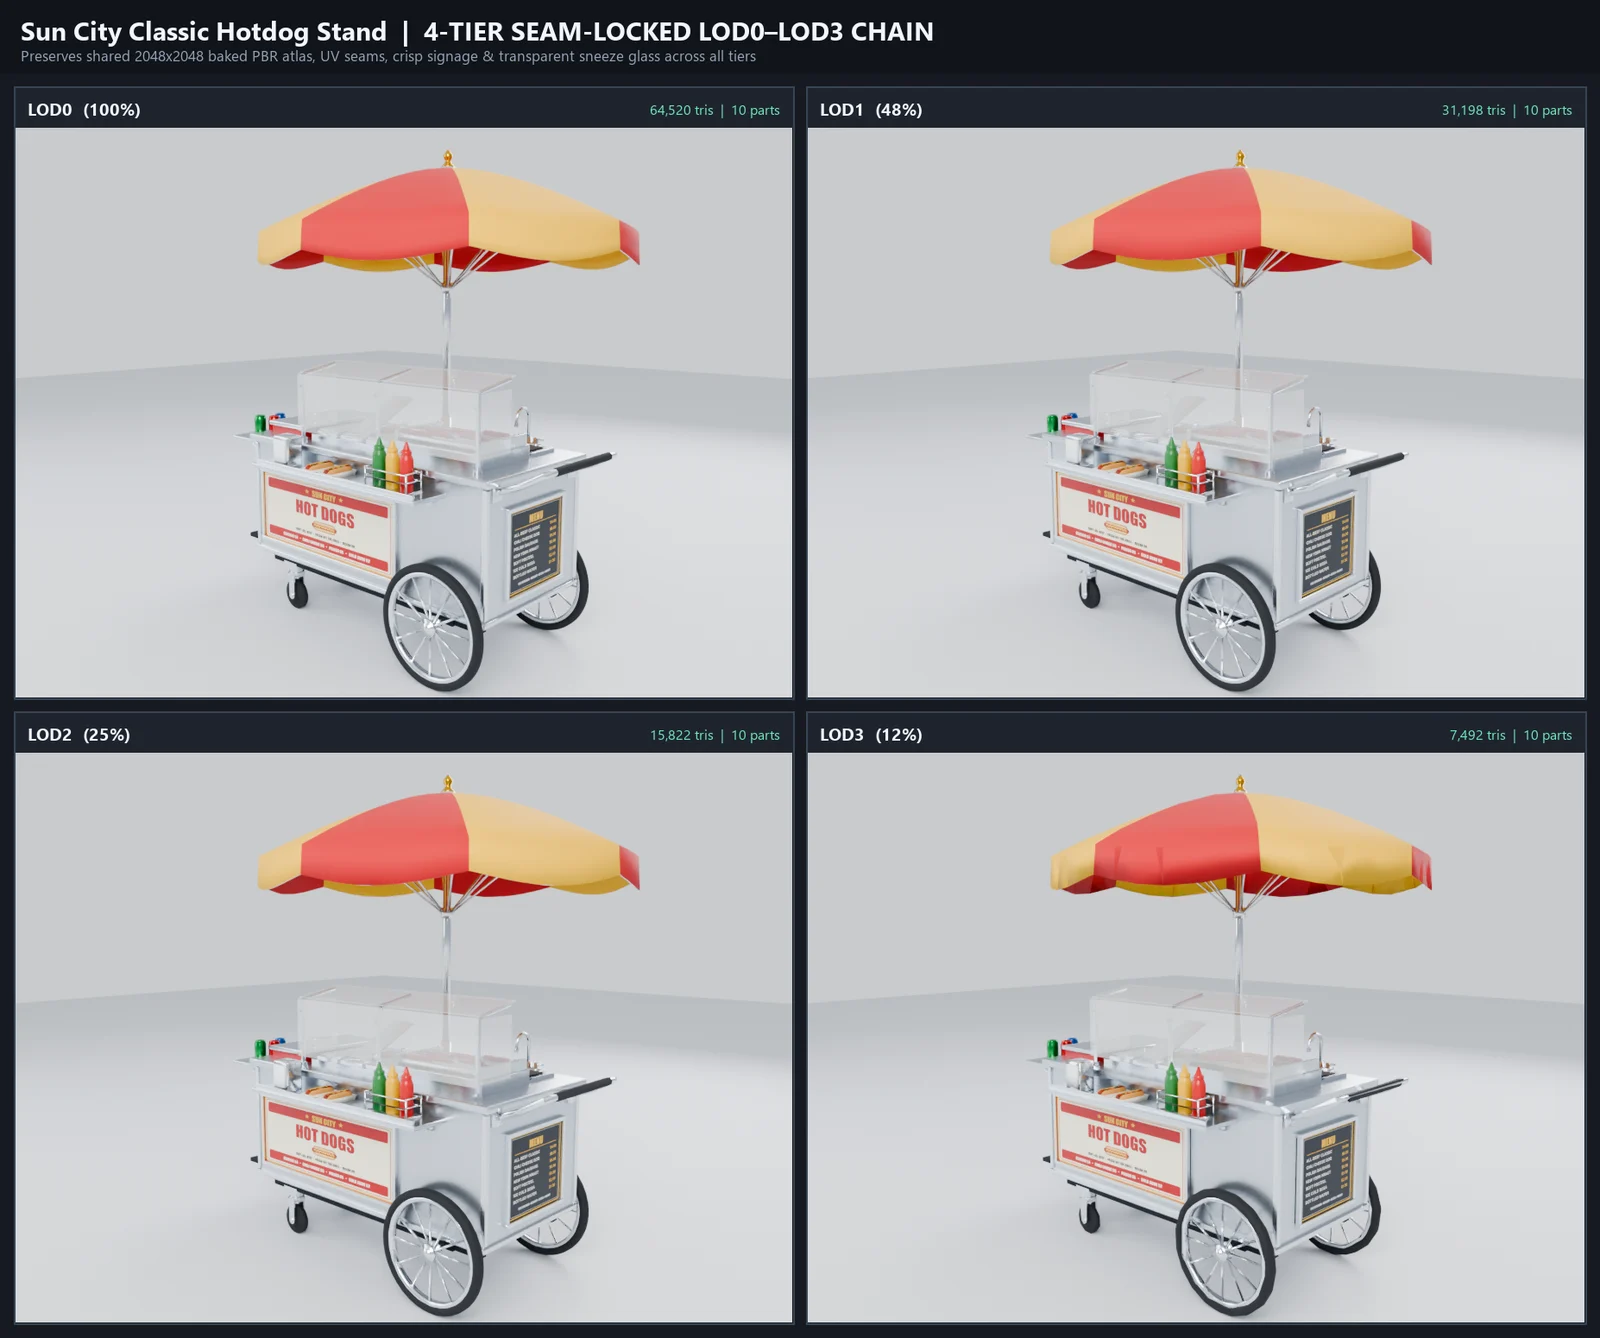 Sun City Classic Hotdog Stand | 4-TIER SEAM-LOCKED LOD0–LOD3 CHAIN
Preserves shared 2048x2048 baked PBR atlas, UV seams, crisp signage & transparent sneeze glass across all tiers
LOD0 (100%)
64,520 tris | 10 parts
LOD1 (48%)
31,198 tris | 10 parts
SUN CITY
HOT DOGS
MENU
SUN CITY
HOT DOGS
MENU
LOD2 (25%)
15,822 tris | 10 parts
LOD3 (12%)
7,492 tris | 10 parts
SUN CITY
HOT DOGS
MENU
SUN CITY
HOT DOGS
MENU